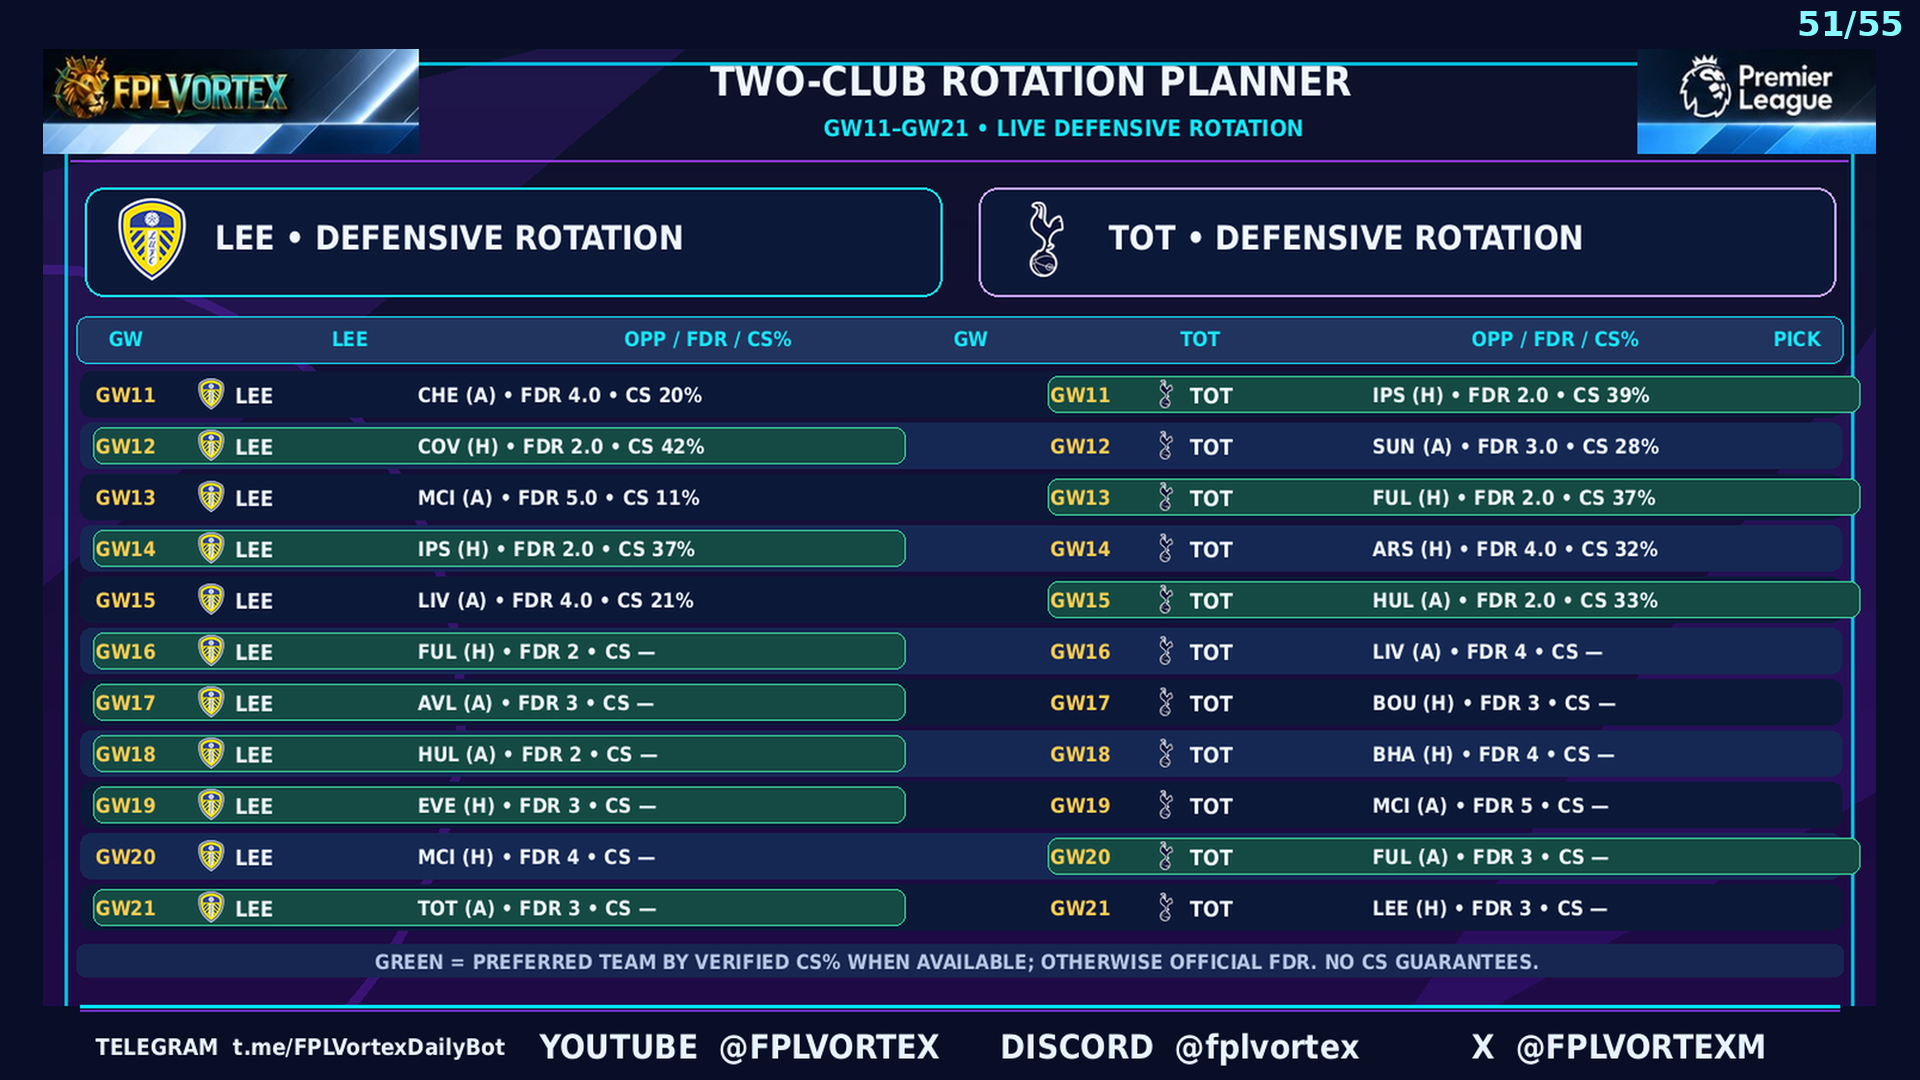 51/55
FPLVORTEX
Premier League
TWO-CLUB ROTATION PLANNER
GW11-GW21 • LIVE DEFENSIVE ROTATION
LEE • DEFENSIVE ROTATION
TOT • DEFENSIVE ROTATION
GW LEE OPP / FDR / CS% GW TOT OPP / FDR / CS% PICK
GW11 LEE CHE (A) • FDR 4.0 • CS 20% GW11 TOT IPS (H) • FDR 2.0 • CS 39%
GW12 LEE COV (H) • FDR 2.0 • CS 42% GW12 TOT SUN (A) • FDR 3.0 • CS 28%
GW13 LEE MCI (A) • FDR 5.0 • CS 11% GW13 TOT FUL (H) • FDR 2.0 • CS 37%
GW14 LEE IPS (H) • FDR 2.0 • CS 37% GW14 TOT ARS (H) • FDR 4.0 • CS 32%
GW15 LEE LIV (A) • FDR 4.0 • CS 21% GW15 TOT HUL (A) • FDR 2.0 • CS 33%
GW16 LEE FUL (H) • FDR 2 • CS — GW16 TOT LIV (A) • FDR 4 • CS —
GW17 LEE AVL (A) • FDR 3 • CS — GW17 TOT BOU (H) • FDR 3 • CS —
GW18 LEE HUL (A) • FDR 2 • CS — GW18 TOT BHA (H) • FDR 4 • CS —
GW19 LEE EVE (H) • FDR 3 • CS — GW19 TOT MCI (A) • FDR 5 • CS —
GW20 LEE MCI (H) • FDR 4 • CS — GW20 TOT FUL (A) • FDR 3 • CS —
GW21 LEE TOT (A) • FDR 3 • CS — GW21 TOT LEE (H) • FDR 3 • CS —
GREEN = PREFERRED TEAM BY VERIFIED CS% WHEN AVAILABLE; OTHERWISE OFFICIAL FDR. NO CS GUARANTEES.
TELEGRAM t.me/FPLVortexDailyBot YOUTUBE @FPLVORTEX DISCORD @fplvortex X @FPLVORTEXM